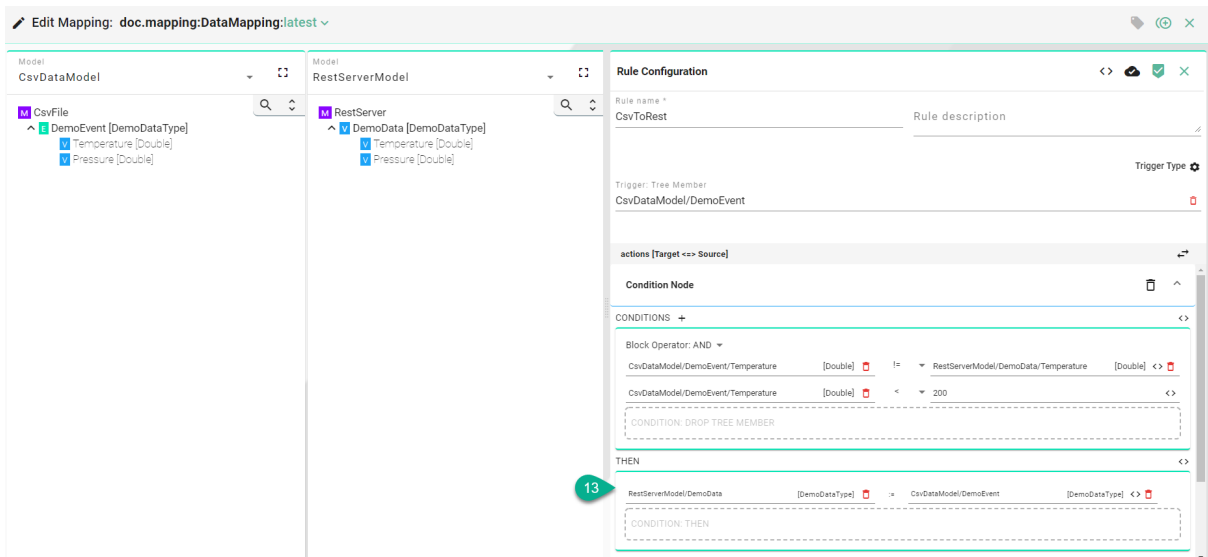 Edit Mapping: doc.mapping:DataMapping:latest
Model
CsvDataModel
M CsvFile
E DemoEvent [DemoDataType]
V Temperature [Double]
V Pressure [Double]
Model
RestServerModel
M RestServer
V DemoData [DemoDataType]
V Temperature [Double]
V Pressure [Double]
Rule Configuration
Rule name *
CsvToRest
Rule description
Trigger Type
Trigger: Tree Member
CsvDataModel/DemoEvent
actions [Target <=> Source]
Condition Node
CONDITIONS +
Block Operator: AND
CsvDataModel/DemoEvent/Temperature [Double] != RestServerModel/DemoData/Temperature [Double] <>
CsvDataModel/DemoEvent/Temperature [Double] < 200 <>
CONDITION: DROP TREE MEMBER
THEN
13 RestServerModel/DemoData [DemoDataType] := CsvDataModel/DemoEvent [DemoDataType] <>
CONDITION: THEN